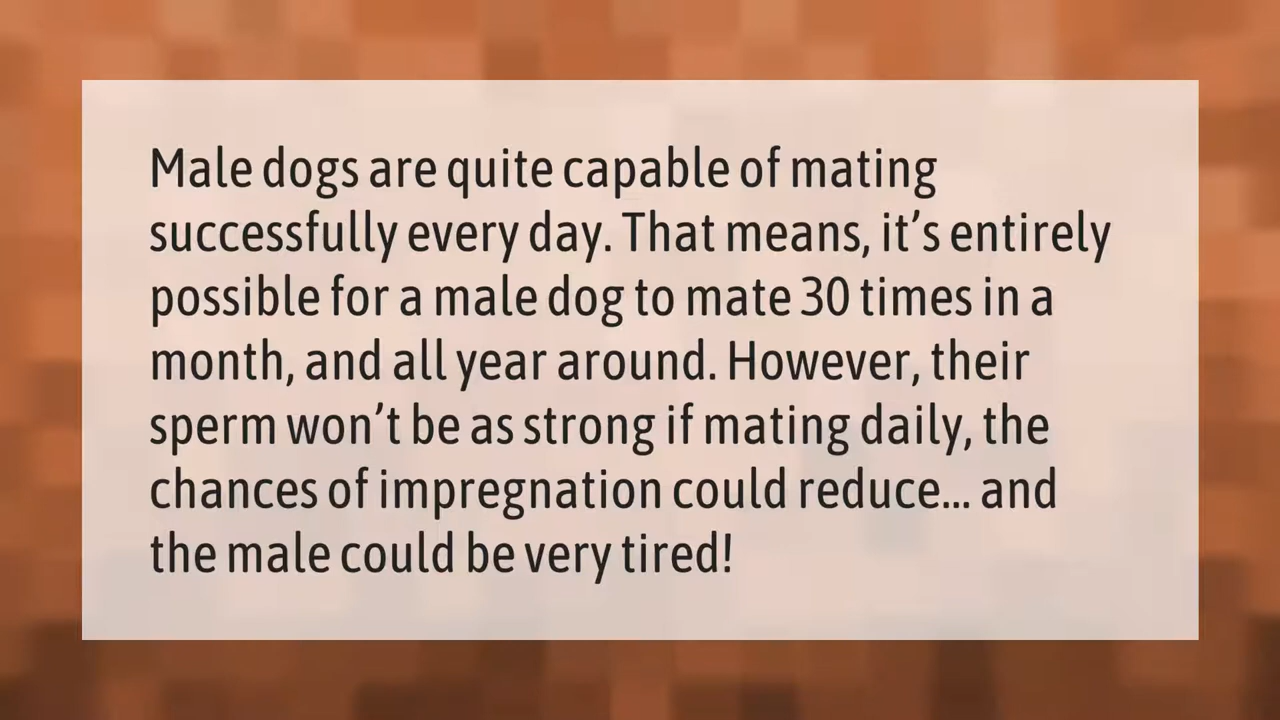 Male dogs are quite capable of mating
successfully every day. That means, it’s entirely
possible for a male dog to mate 30 times in a
month, and all year around. However, their
sperm won’t be as strong if mating daily, the
chances of impregnation could reduce... and
the male could be very tired!